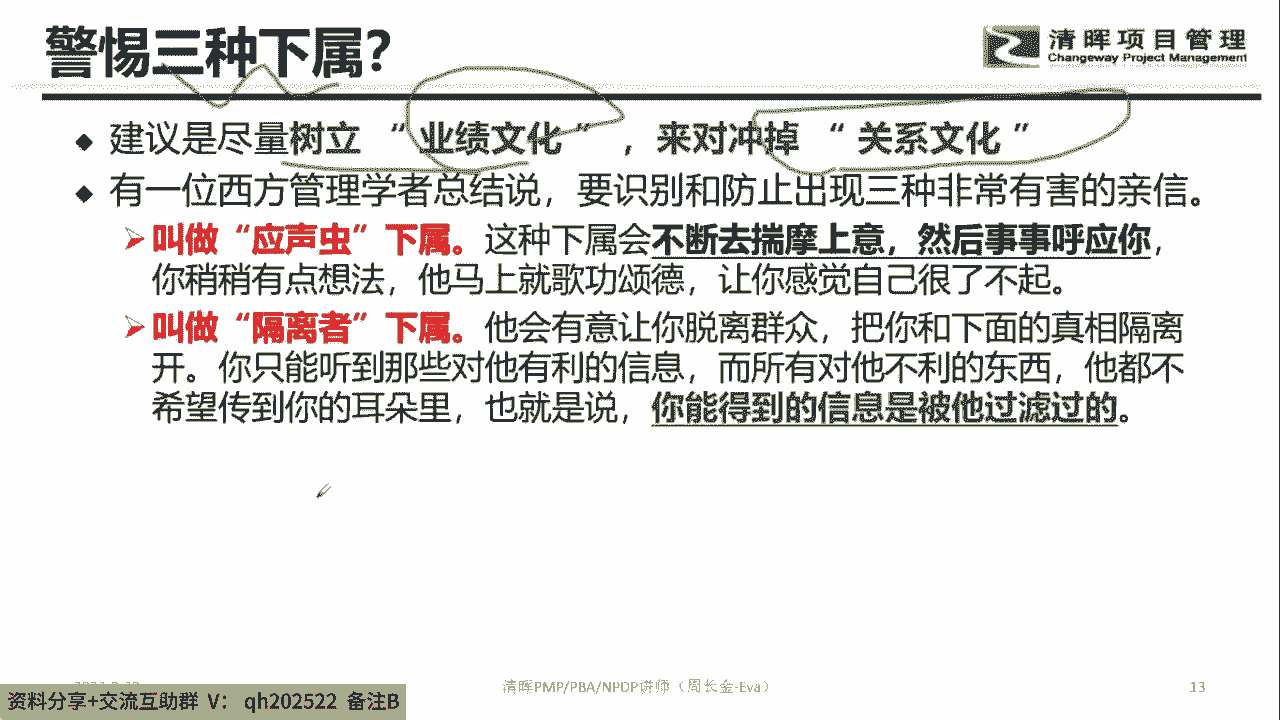 警惕三种下属？
清晖项目管理
Changeway Project Management
建议是尽量树立 “ 业绩文化 ” ，来对冲掉 “ 关系文化 ”
有一位西方管理学者总结说，要识别和防止出现三种非常有害的亲信。
叫做“应声虫”下属。这种下属会不断去揣摩上意，然后事事呼应你，
你稍稍有点想法，他马上就歌功颂德，让你感觉自己很了不起。
叫做“隔离者”下属。他会有意让你脱离群众，把你和下面的真相隔离
开。你只能听到那些对他有利的信息，而所有对他不利的东西，他都不
希望传到你的耳朵里，也就是说，你能得到的信息是被他过滤过的。
清晖PMP/PBA/NPDP讲师（周长金-Eva）
13
资料分享+交流互助群 V： qh202522 备注B